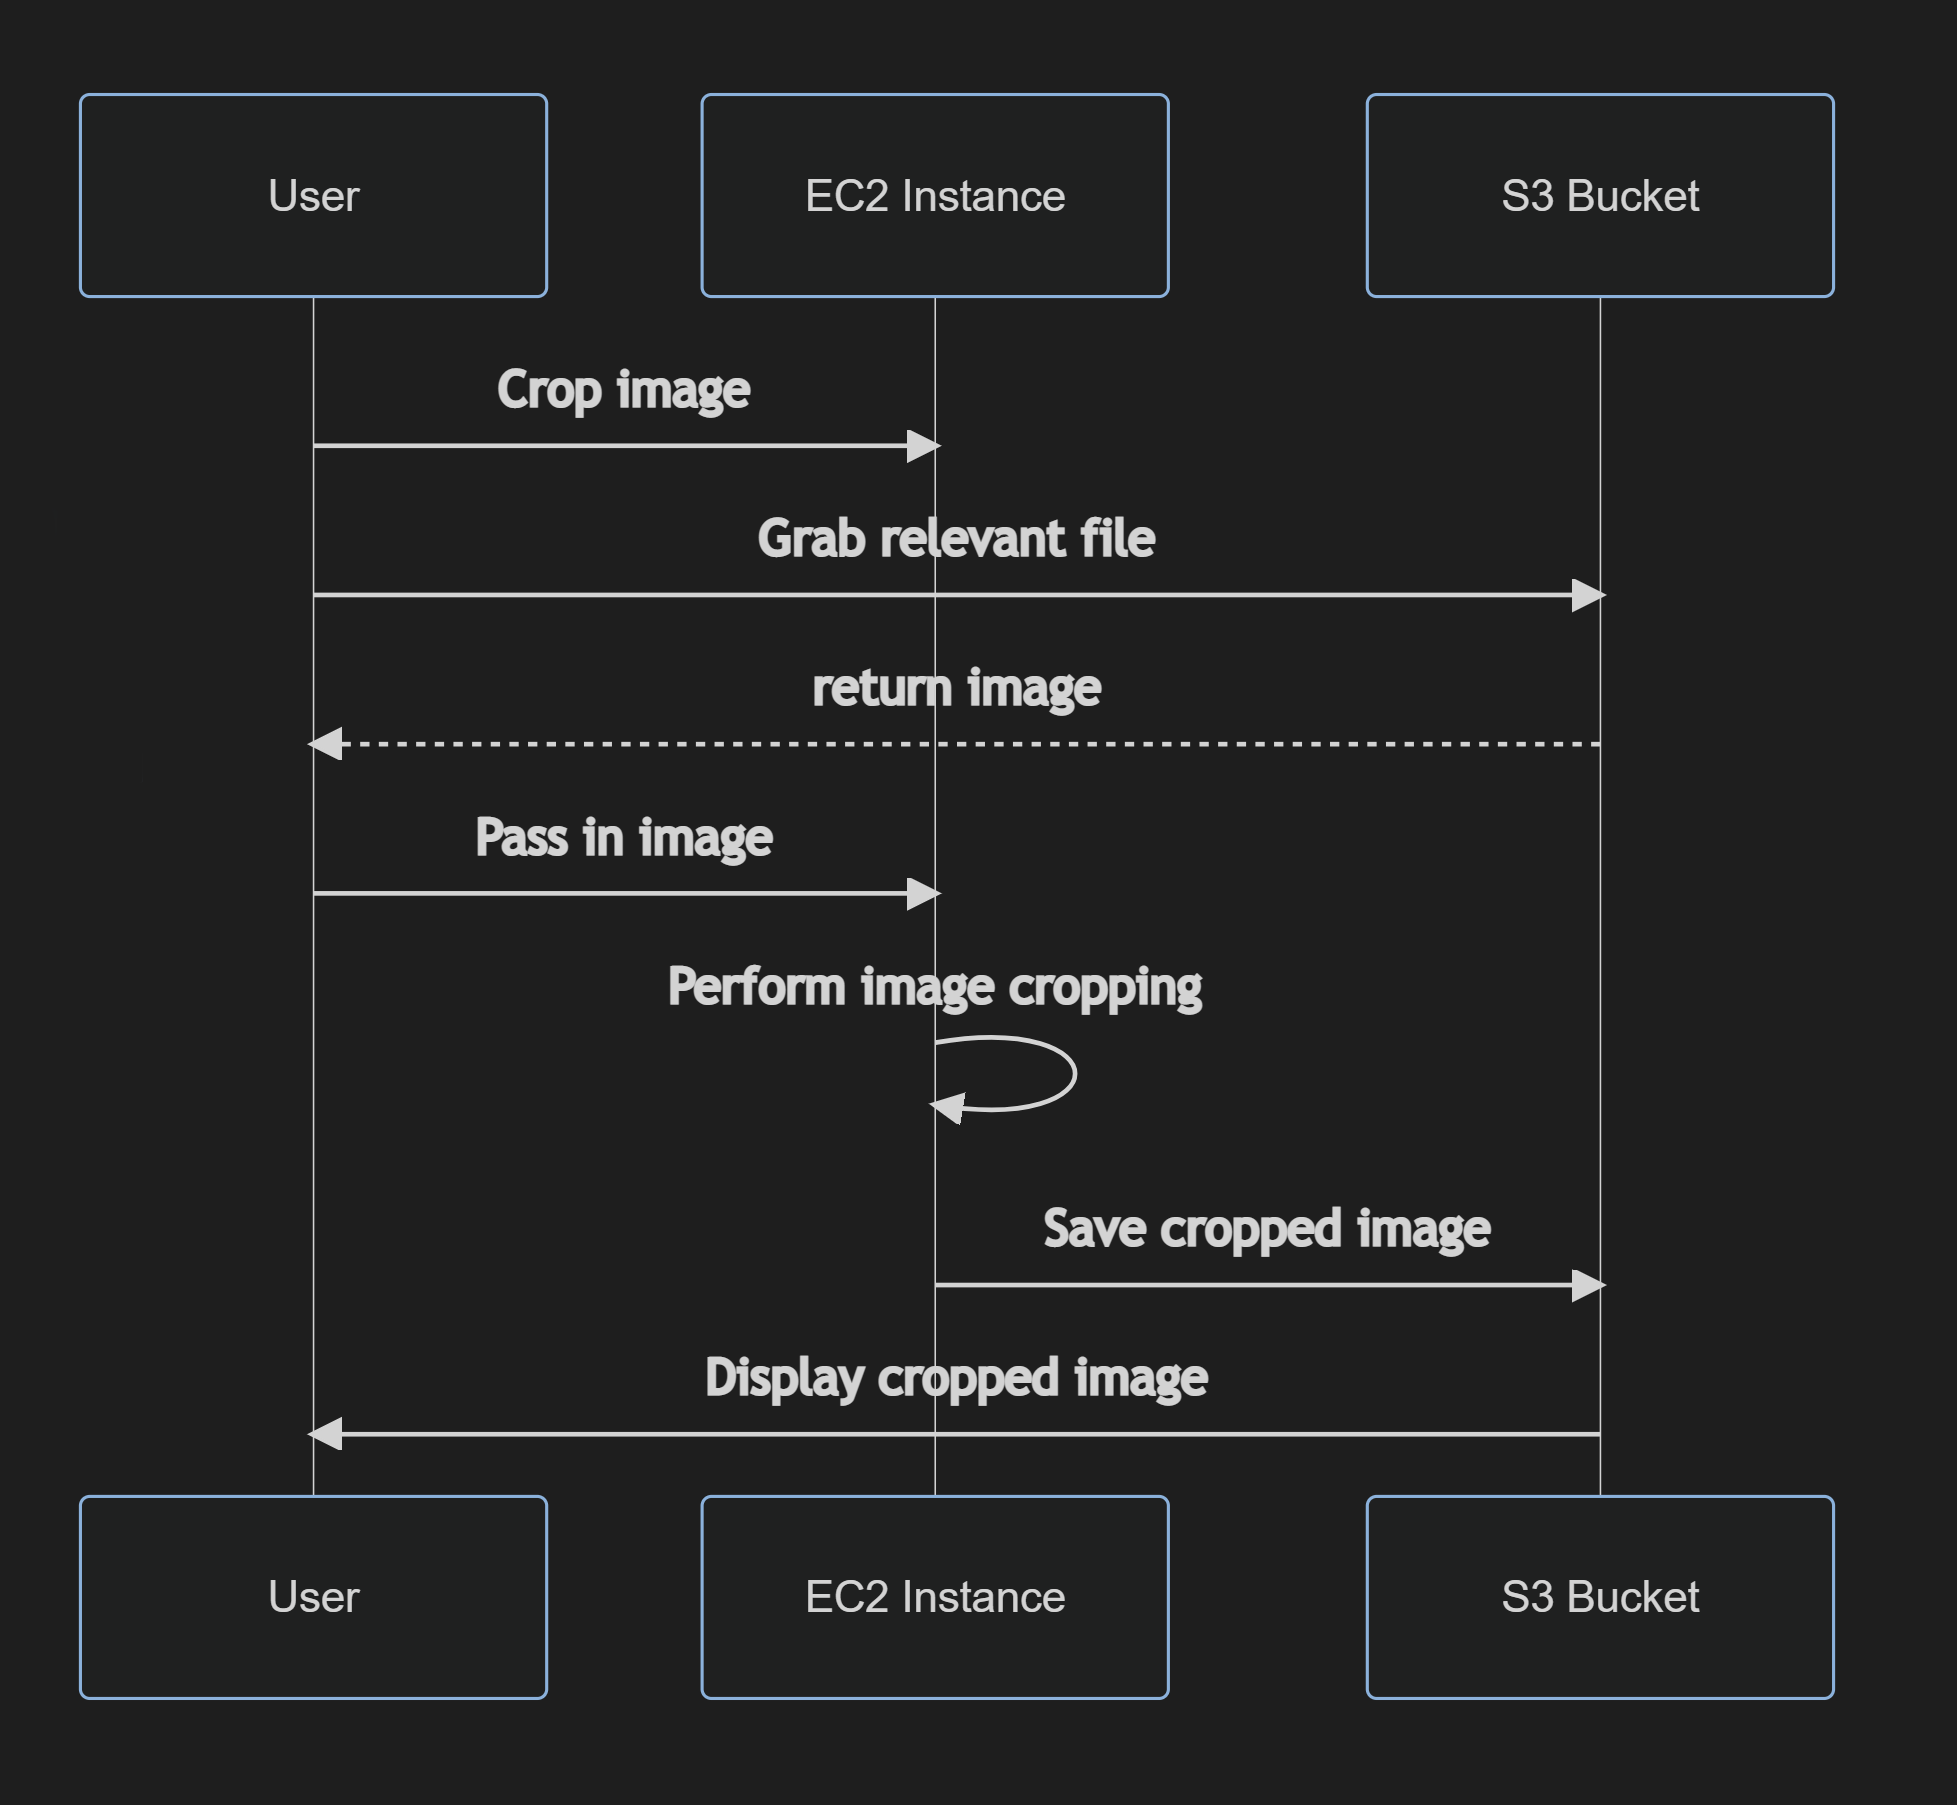 User
EC2 Instance
S3 Bucket
Crop image
Grab relevant file
return image
Pass in image
Perform image cropping
Save cropped image
Display cropped image
User
EC2 Instance
S3 Bucket